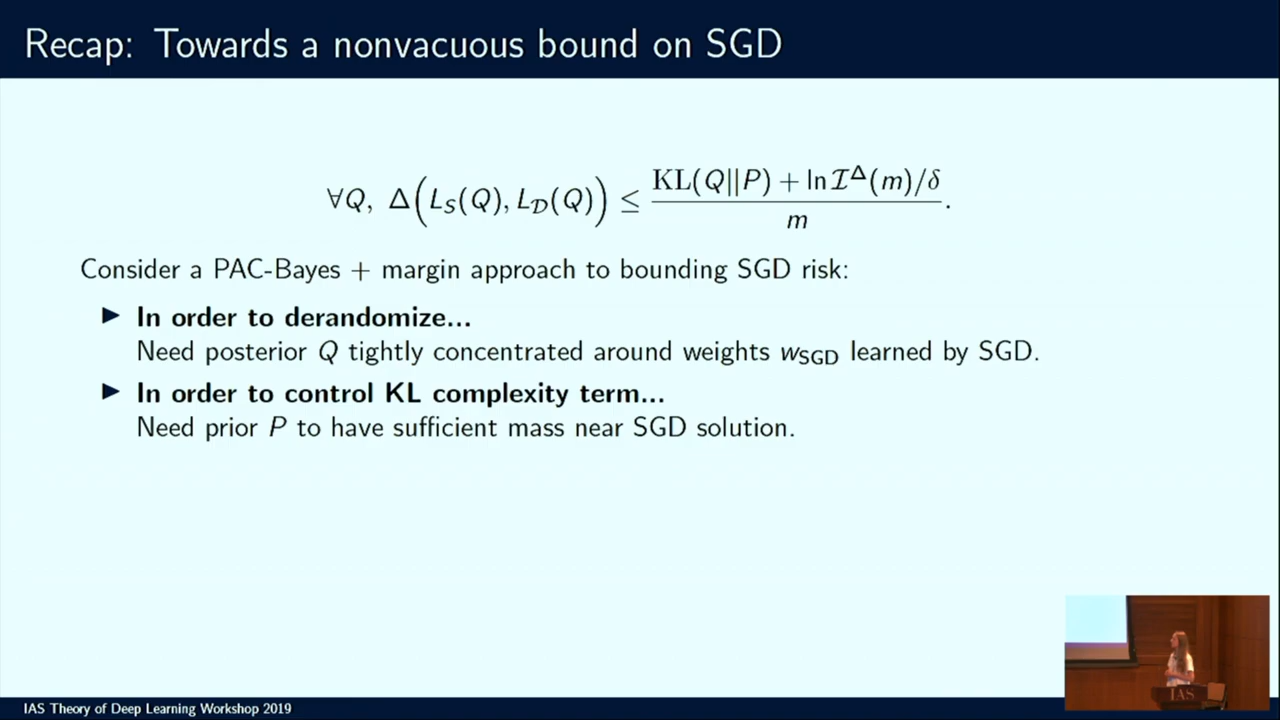 Recap: Towards a nonvacuous bound on SGD
∀Q, Δ(L_S(Q), L_𝒟(Q)) ≤ (KL(Q||P) + ln ℐ^Δ(m)/δ) / m .
Consider a PAC-Bayes + margin approach to bounding SGD risk:
▶ In order to derandomize...
Need posterior Q tightly concentrated around weights w_SGD learned by SGD.
▶ In order to control KL complexity term...
Need prior P to have sufficient mass near SGD solution.
IAS
IAS Theory of Deep Learning Workshop 2019